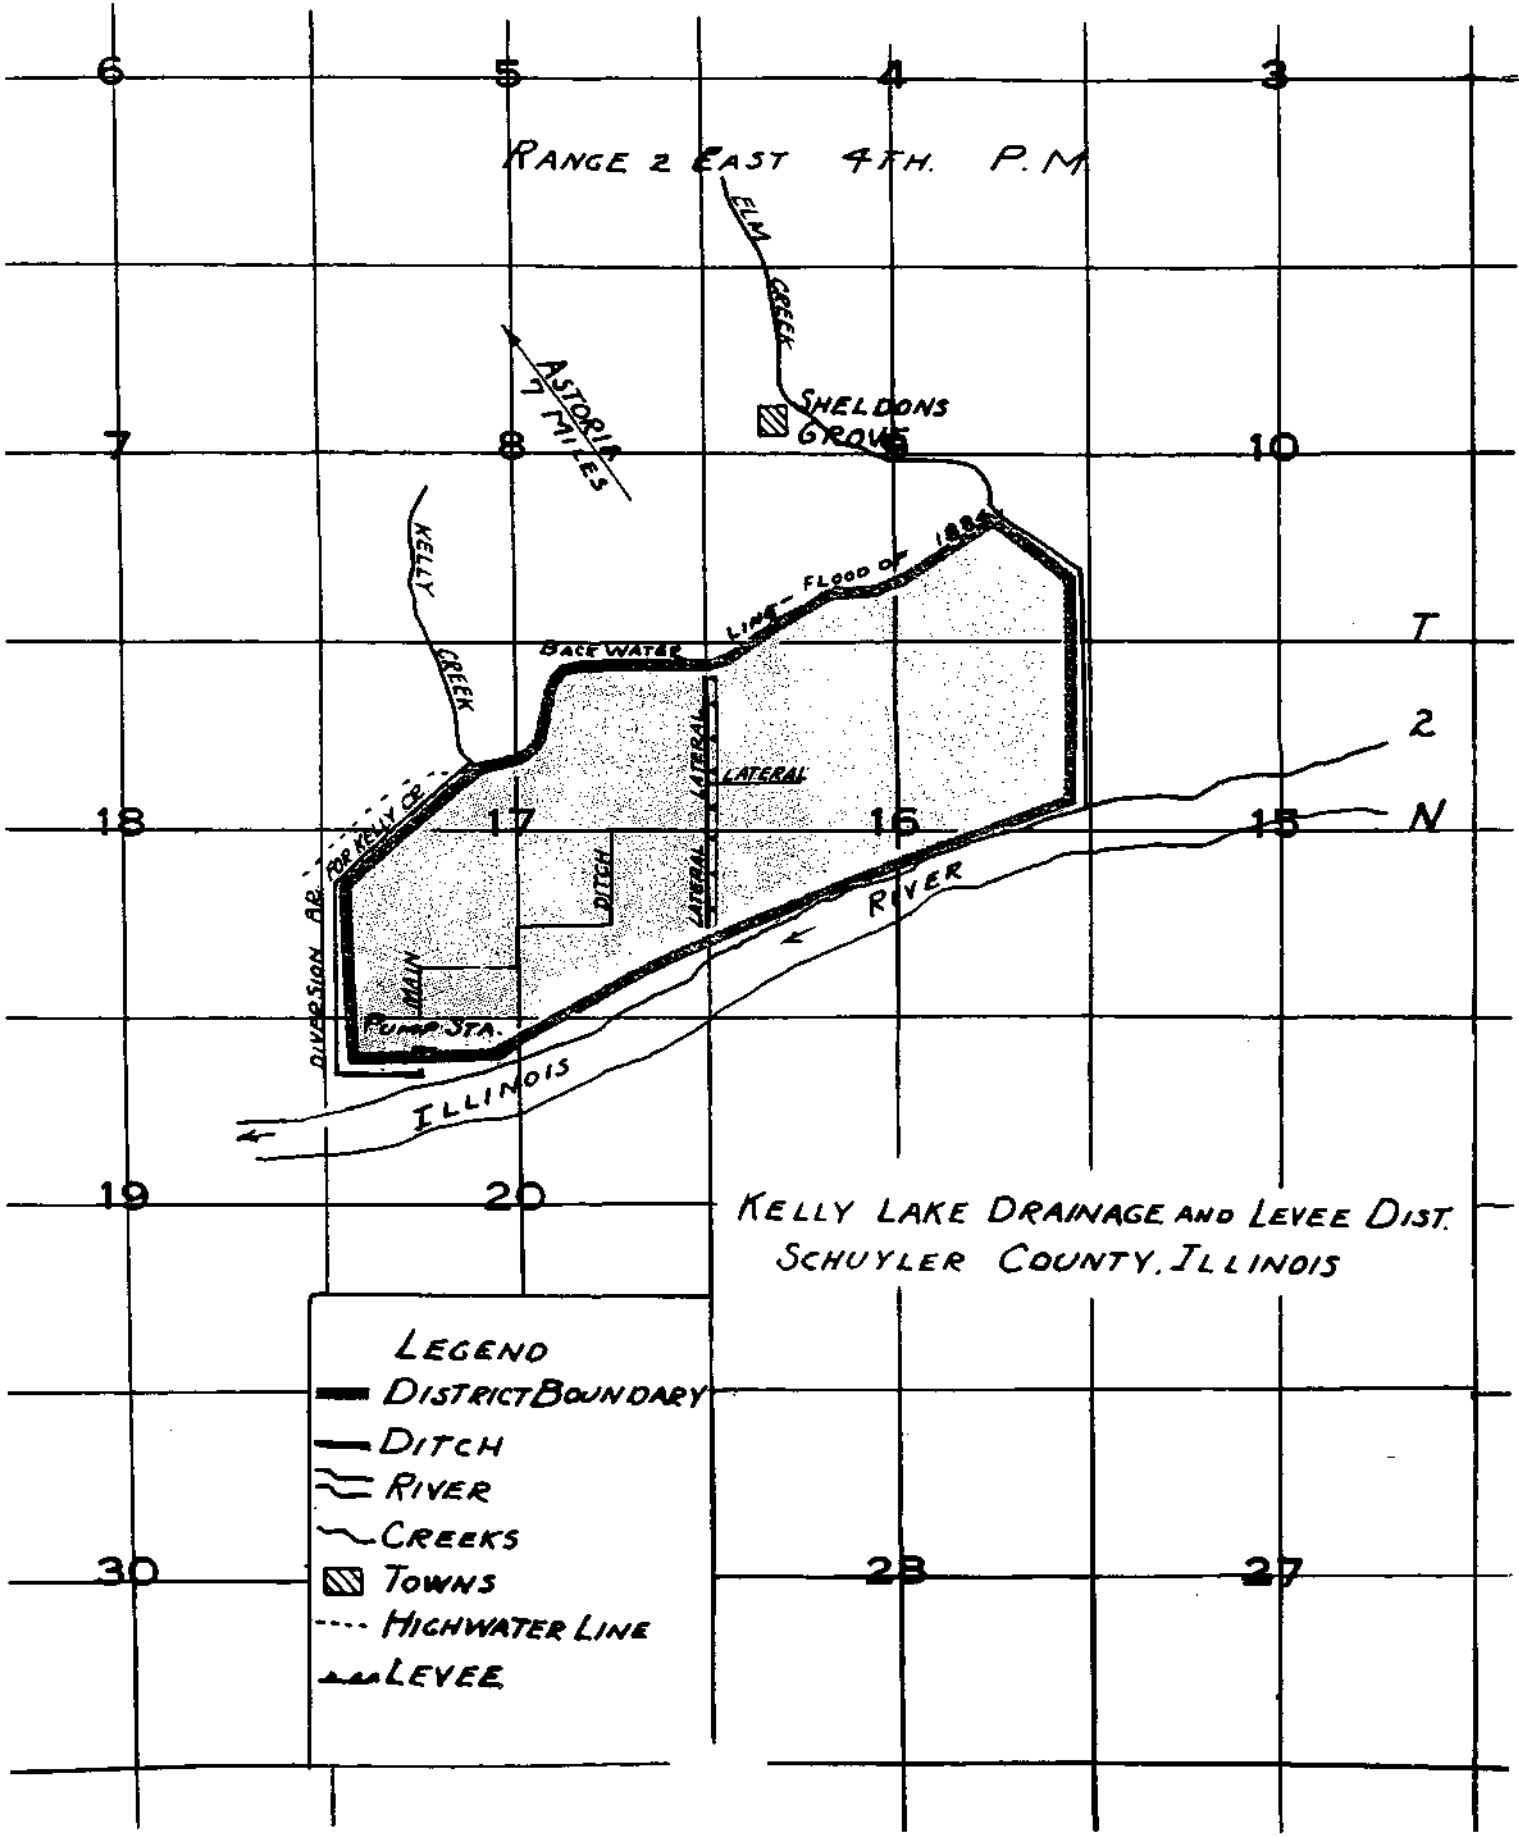 6 5 4 3
RANGE 2 EAST 4TH. P.M
ELM
CREEK
ASTORIA
7 MILES
SHELDONS
GROVE
7 8 9 10
KELLY
CREEK
BACK WATER LINE - FLOOD OF 1884
T
2
N
LATERAL
LATERAL
LATERAL
FOR KELLY CR
18 17 16 15
DITCH
RIVER
DIVERSION
MAIN
PUMP STA.
ILLINOIS
19 20
KELLY LAKE DRAINAGE AND LEVEE DIST.
SCHUYLER COUNTY, ILLINOIS
LEGEND
DISTRICT BOUNDARY
DITCH
RIVER
CREEKS
TOWNS
HIGHWATER LINE
LEVEE
30 28 27